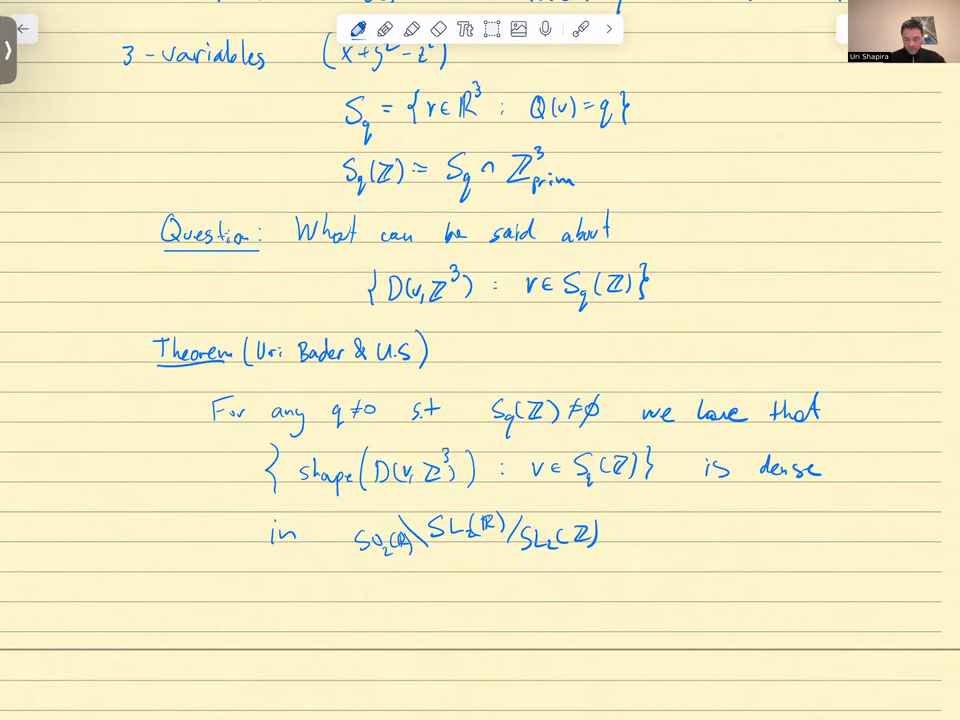 Uri Shapira
3-variables (x²+y²-z²)
S_q = { v ∈ ℝ³ : Q(v) = q }
S_q(ℤ) = S_q ∩ ℤ³_prim
Question: What can be said about
{ D(v, ℤ³) : v ∈ S_q(ℤ) }
Theorem (Uri Bader & U.S)
For any q ≠ 0 s.t S_q(ℤ) ≠ ∅ we have that
{ shape(D(v, ℤ³) : v ∈ S_q(ℤ) } is dense
in SO₂(ℝ)\SL₂(ℝ)/SL₂(ℤ)